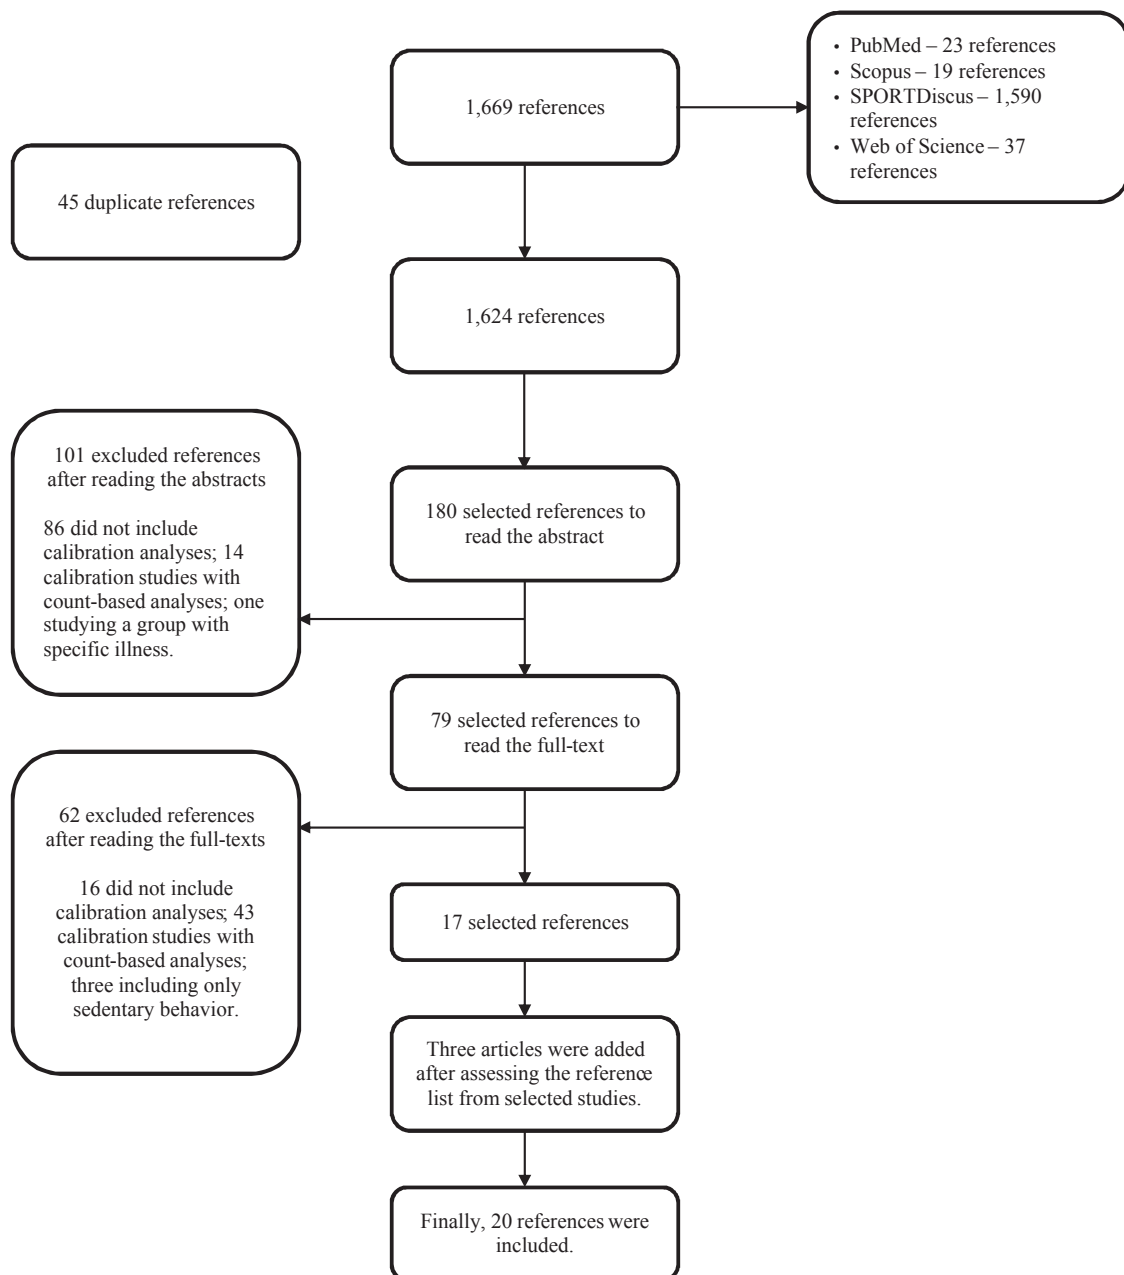 1,669 references
• PubMed – 23 references
• Scopus – 19 references
• SPORTDiscus – 1,590
references
• Web of Science – 37
references
45 duplicate references
1,624 references
101 excluded references
after reading the abstracts
86 did not include
calibration analyses; 14
calibration studies with
count-based analyses; one
studying a group with
specific illness.
180 selected references to
read the abstract
79 selected references to
read the full-text
62 excluded references
after reading the full-texts
16 did not include
calibration analyses; 43
calibration studies with
count-based analyses;
three including only
sedentary behavior.
17 selected references
Three articles were added
after assessing the reference
list from selected studies.
Finally, 20 references were
included.